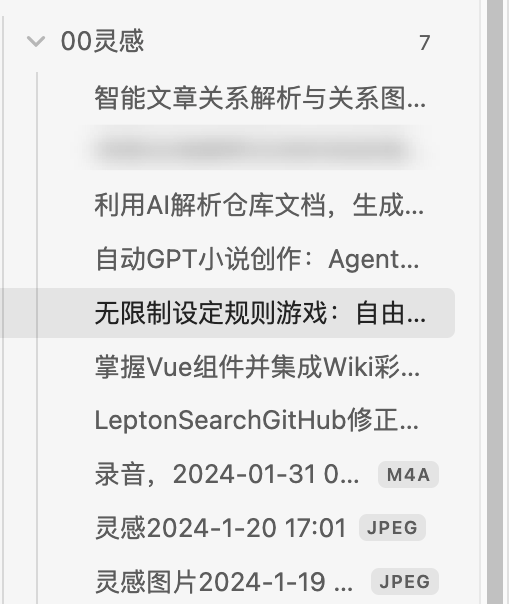 00灵感 7
智能文章关系解析与关系图...
利用AI解析仓库文档，生成...
自动GPT小说创作：Agent...
无限制设定规则游戏：自由...
掌握Vue组件并集成Wiki彩...
LeptonSearchGitHub修正...
录音，2024-01-31 0... M4A
灵感2024-1-20 17:01 JPEG
灵感图片2024-1-19 ... JPEG